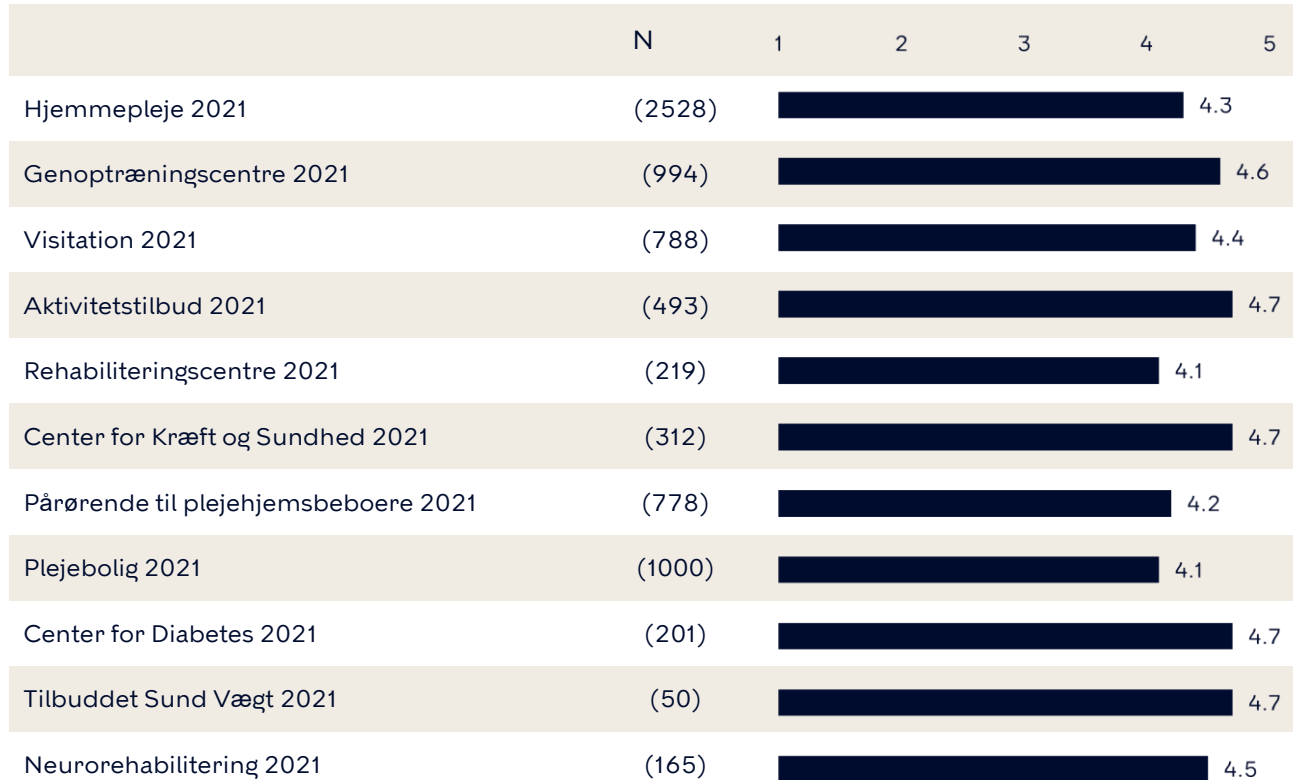 N 1 2 3 4 5
Hjemmepleje 2021 (2528) 4.3
Genoptræningscentre 2021 (994) 4.6
Visitation 2021 (788) 4.4
Aktivitetstilbud 2021 (493) 4.7
Rehabiliteringscentre 2021 (219) 4.1
Center for Kræft og Sundhed 2021 (312) 4.7
Pårørende til plejehjemsbeboere 2021 (778) 4.2
Plejebolig 2021 (1000) 4.1
Center for Diabetes 2021 (201) 4.7
Tilbuddet Sund Vægt 2021 (50) 4.7
Neurorehabilitering 2021 (165) 4.5